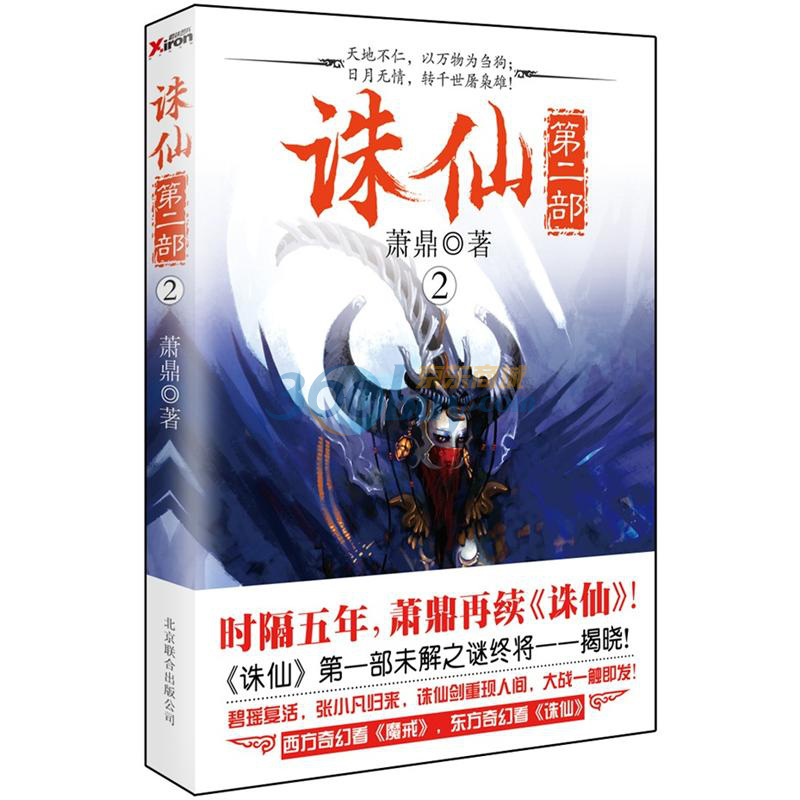 Xiron
诛仙
第二部
2
萧鼎◎著
北京联合出版公司
天地不仁，以万物为刍狗；
日月无情，转千世屠枭雄！
诛仙
第二部
萧鼎◎著
2
时隔五年，萧鼎再续《诛仙》！
《诛仙》第一部未解之谜终将一一揭晓！
碧瑶复活，张小凡归来，诛仙剑重现人间，大战一触即发！
西方奇幻看《魔戒》，东方奇幻看《诛仙》